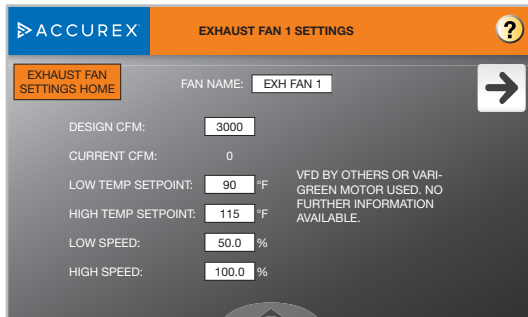 ACCUREX
EXHAUST FAN 1 SETTINGS
?
EXHAUST FAN
SETTINGS HOME
FAN NAME: EXH FAN 1
DESIGN CFM: 3000
CURRENT CFM: 0
LOW TEMP SETPOINT: 90 °F
HIGH TEMP SETPOINT: 115 °F
LOW SPEED: 50.0 %
HIGH SPEED: 100.0 %
VFD BY OTHERS OR VARI-
GREEN MOTOR USED. NO
FURTHER INFORMATION
AVAILABLE.